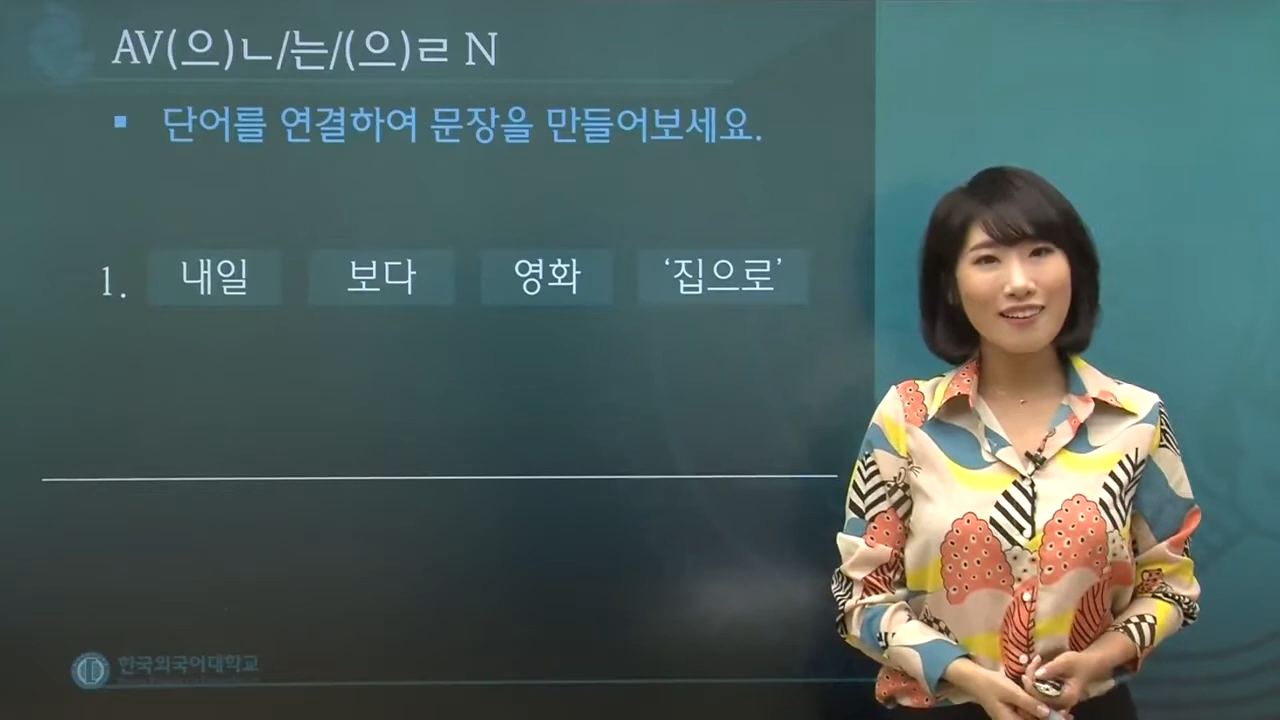 AV(으)ㄴ/는/(으)ㄹ N
▪ 단어를 연결하여 문장을 만들어보세요.
1. 내일 보다 영화 ‘집으로’
한국외국어대학교